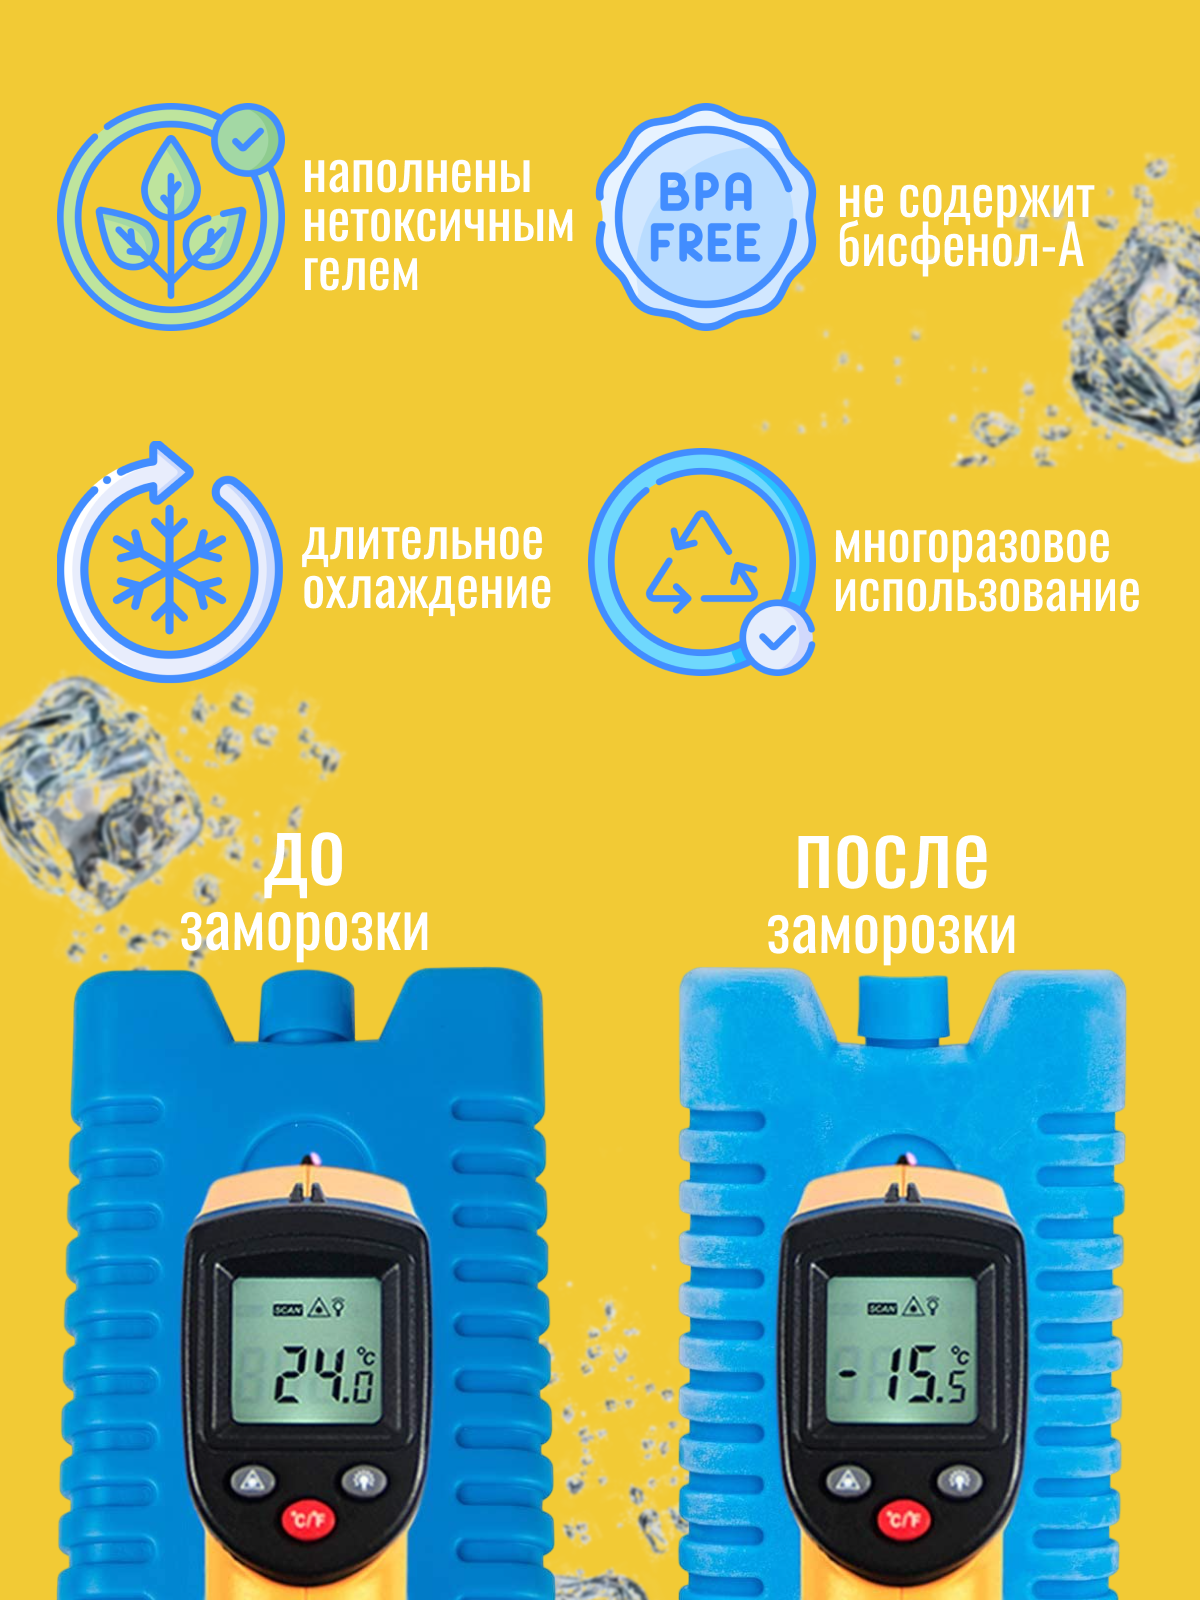 наполнены
нетоксичным
гелем
BPA
FREE
не содержит
бисфенол-А
длительное
охлаждение
многоразовое
использование
до
заморозки
после
заморозки
SCAN
24.0 °C
°C/°F
SCAN
-15.5 °C
°C/°F